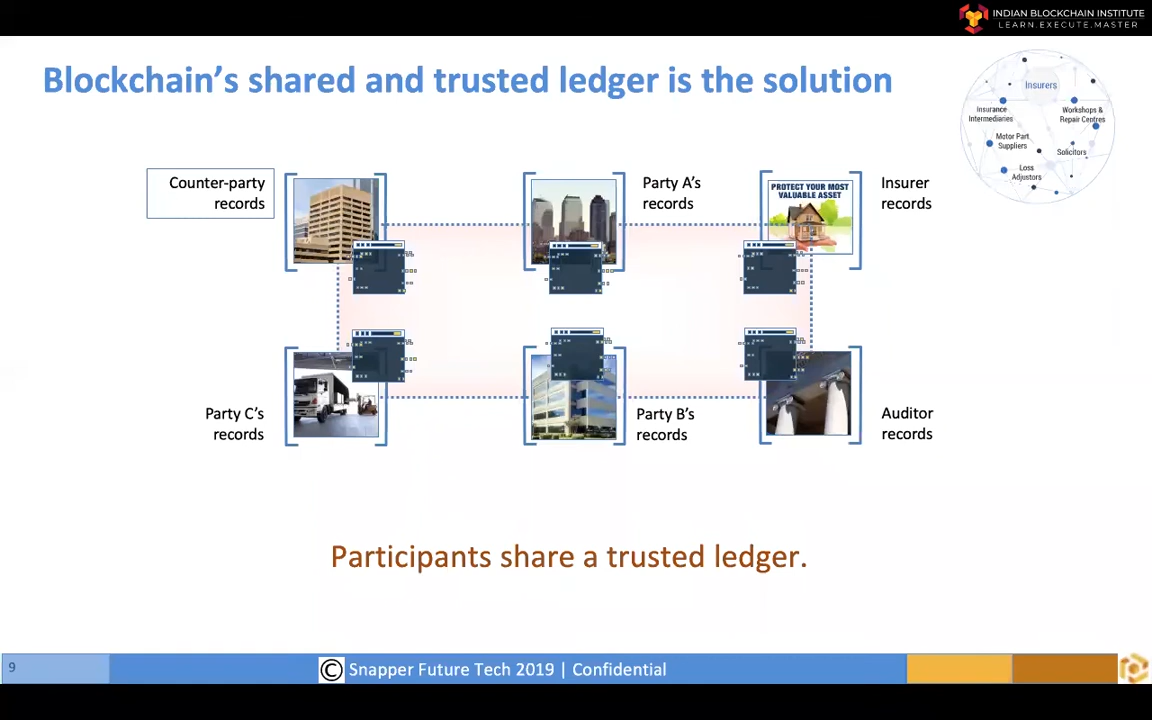 INDIAN BLOCKCHAIN INSTITUTE
LEARN.EXECUTE.MASTER
Blockchain's shared and trusted ledger is the solution
Insurers
Insurance
Intermediaries
Workshops &
Repair Centres
Motor Part
Suppliers
Solicitors
Loss
Adjustors
Counter-party
records
Party A's
records
PROTECT YOUR MOST
VALUABLE ASSET
Insurer
records
Party C's
records
Party B's
records
Auditor
records
Participants share a trusted ledger.
9
© Snapper Future Tech 2019 | Confidential